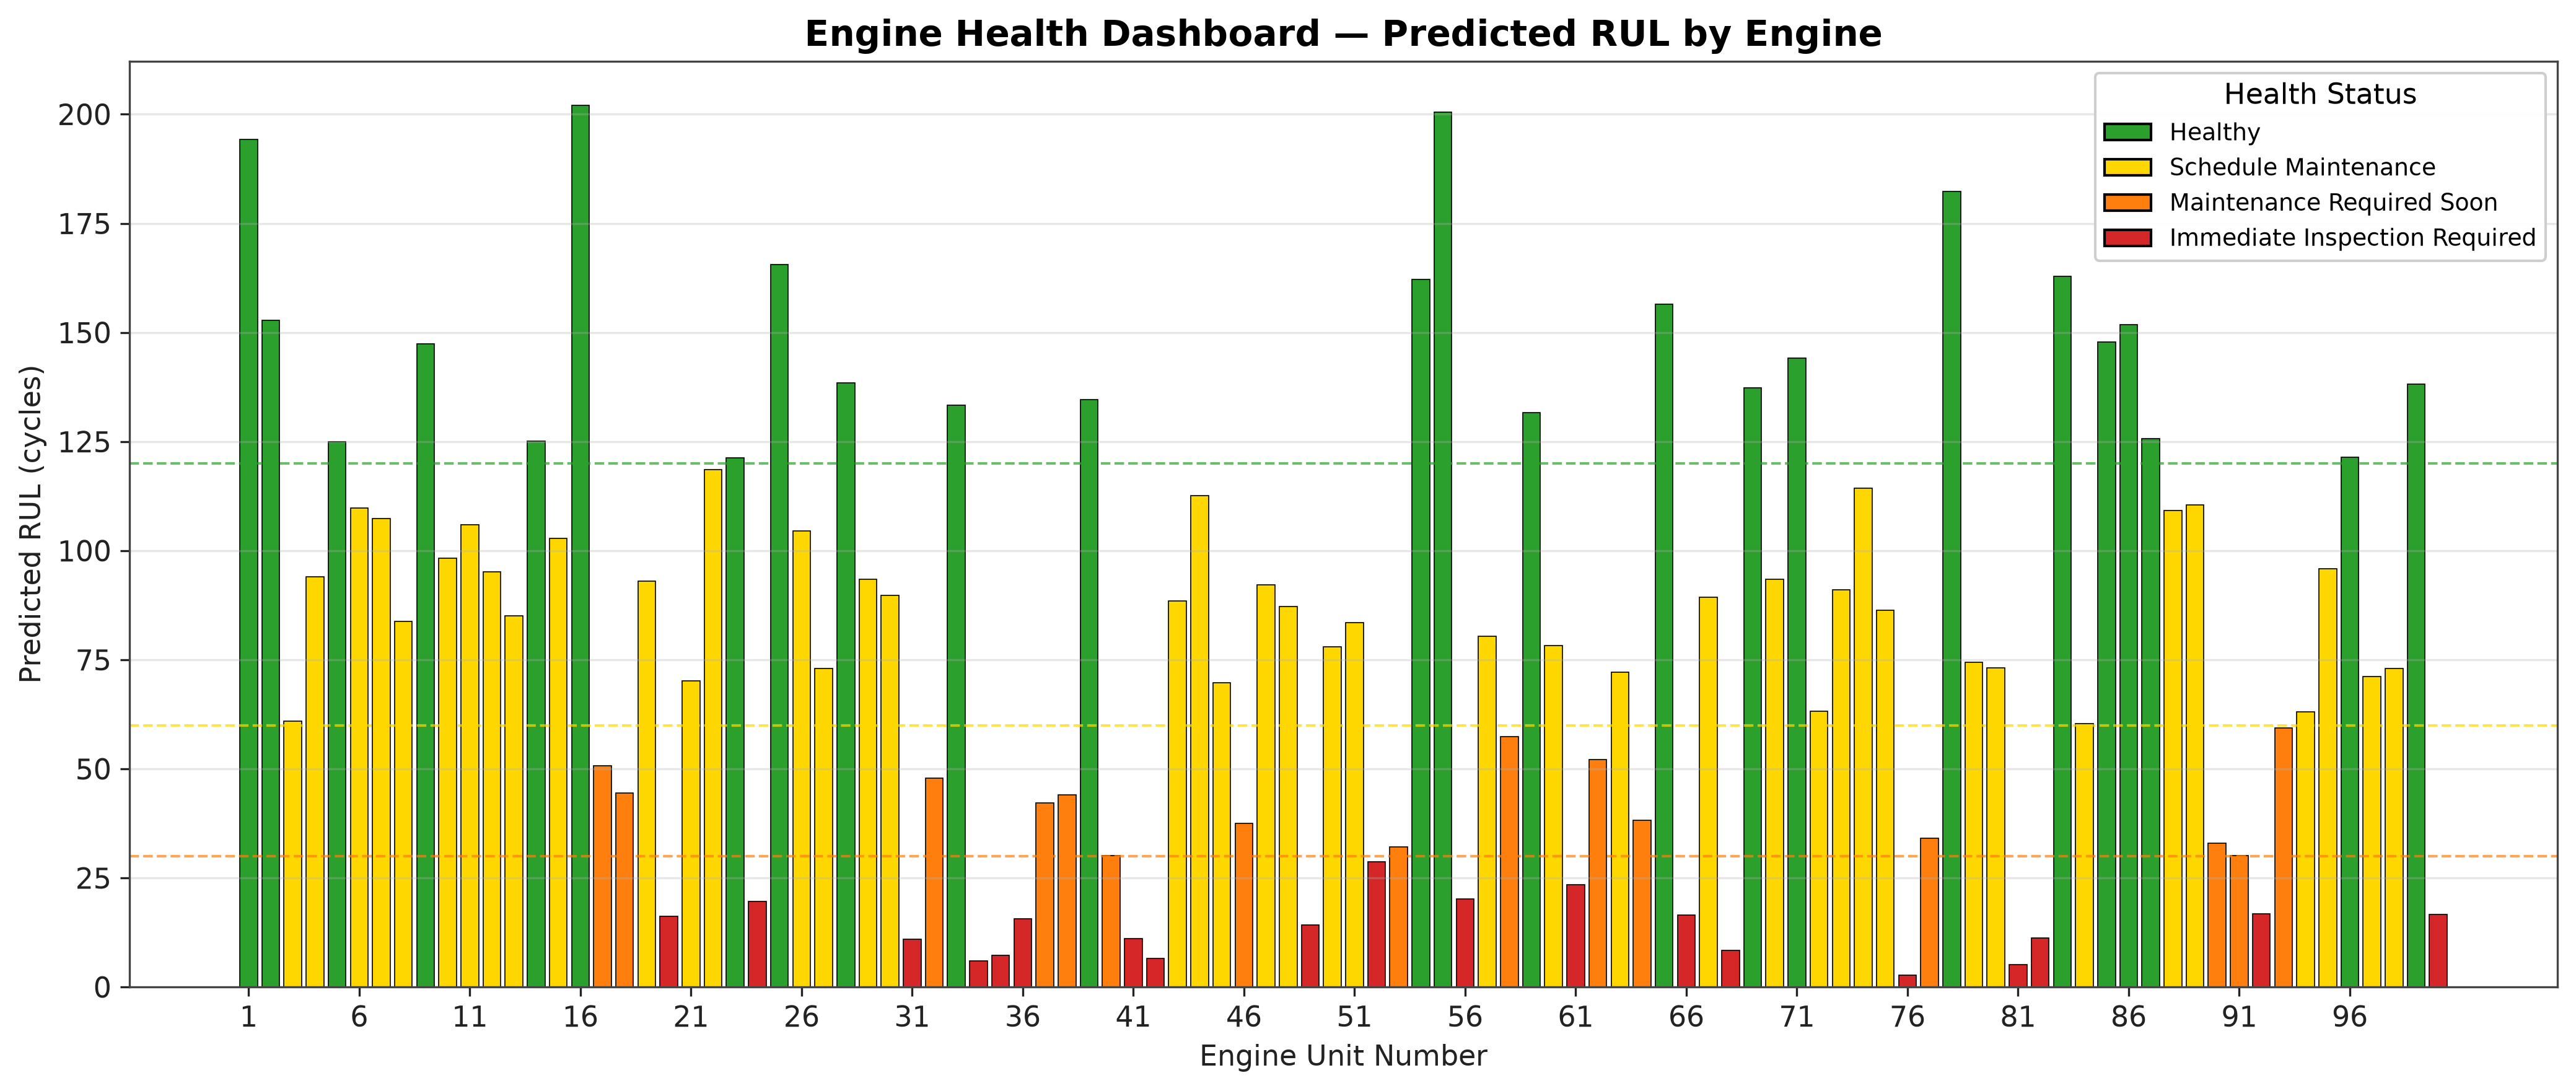 Engine Health Dashboard — Predicted RUL by Engine
Health Status
Healthy
Schedule Maintenance
Maintenance Required Soon
Immediate Inspection Required
Predicted RUL (cycles)
200
175
150
125
100
75
50
25
0
1 6 11 16 21 26 31 36 41 46 51 56 61 66 71 76 81 86 91 96
Engine Unit Number